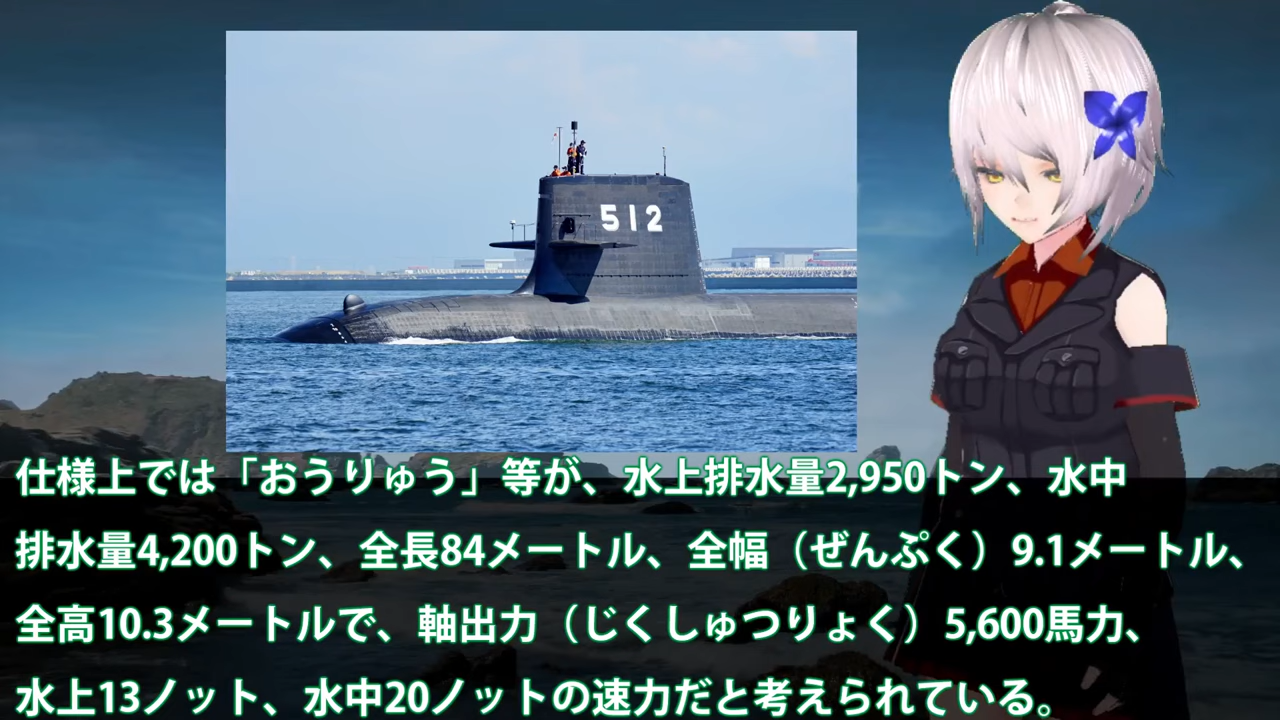 512
仕様上では「おうりゅう」等が、水上排水量2,950トン、水中
排水量4,200トン、全長84メートル、全幅（ぜんぷく）9.1メートル、
全高10.3メートルで、軸出力（じくしゅつりょく）5,600馬力、
水上13ノット、水中20ノットの速力だと考えられている。